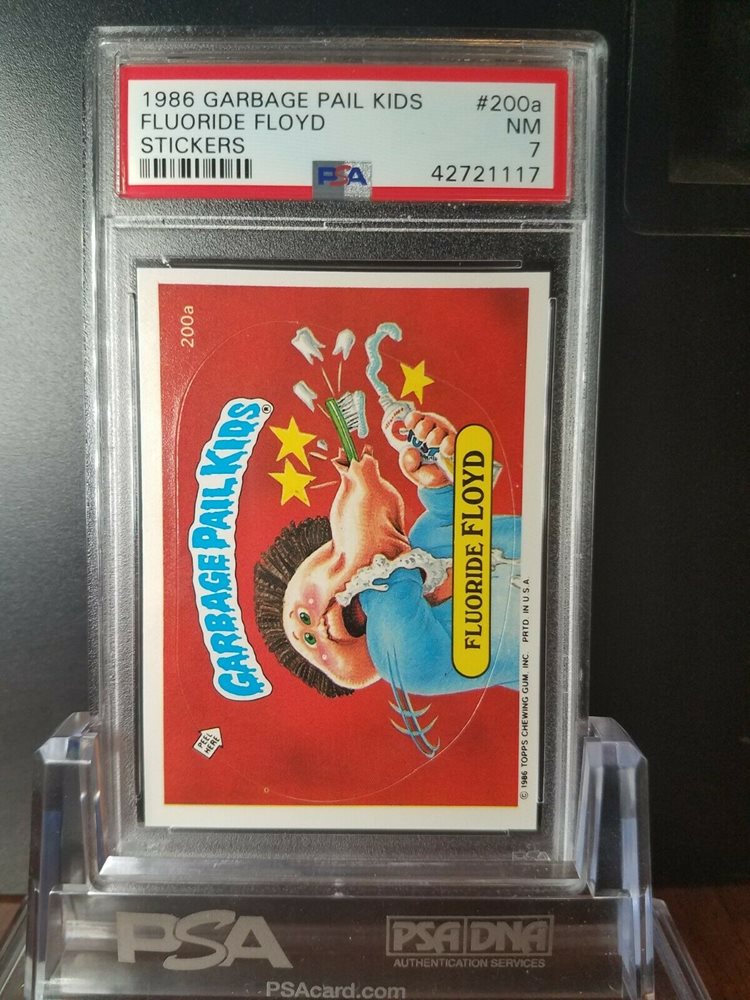 1986 GARBAGE PAIL KIDS #200a
FLUORIDE FLOYD NM
STICKERS 7
PSA 42721117
200a
GARBAGE PAIL KIDS®
PEEL
HERE
FLUORIDE FLOYD
© 1986 TOPPS CHEWING GUM, INC. PRTD. IN U.S.A.
PSA
PSA DNA
AUTHENTICATION SERVICES
PSAcard.com